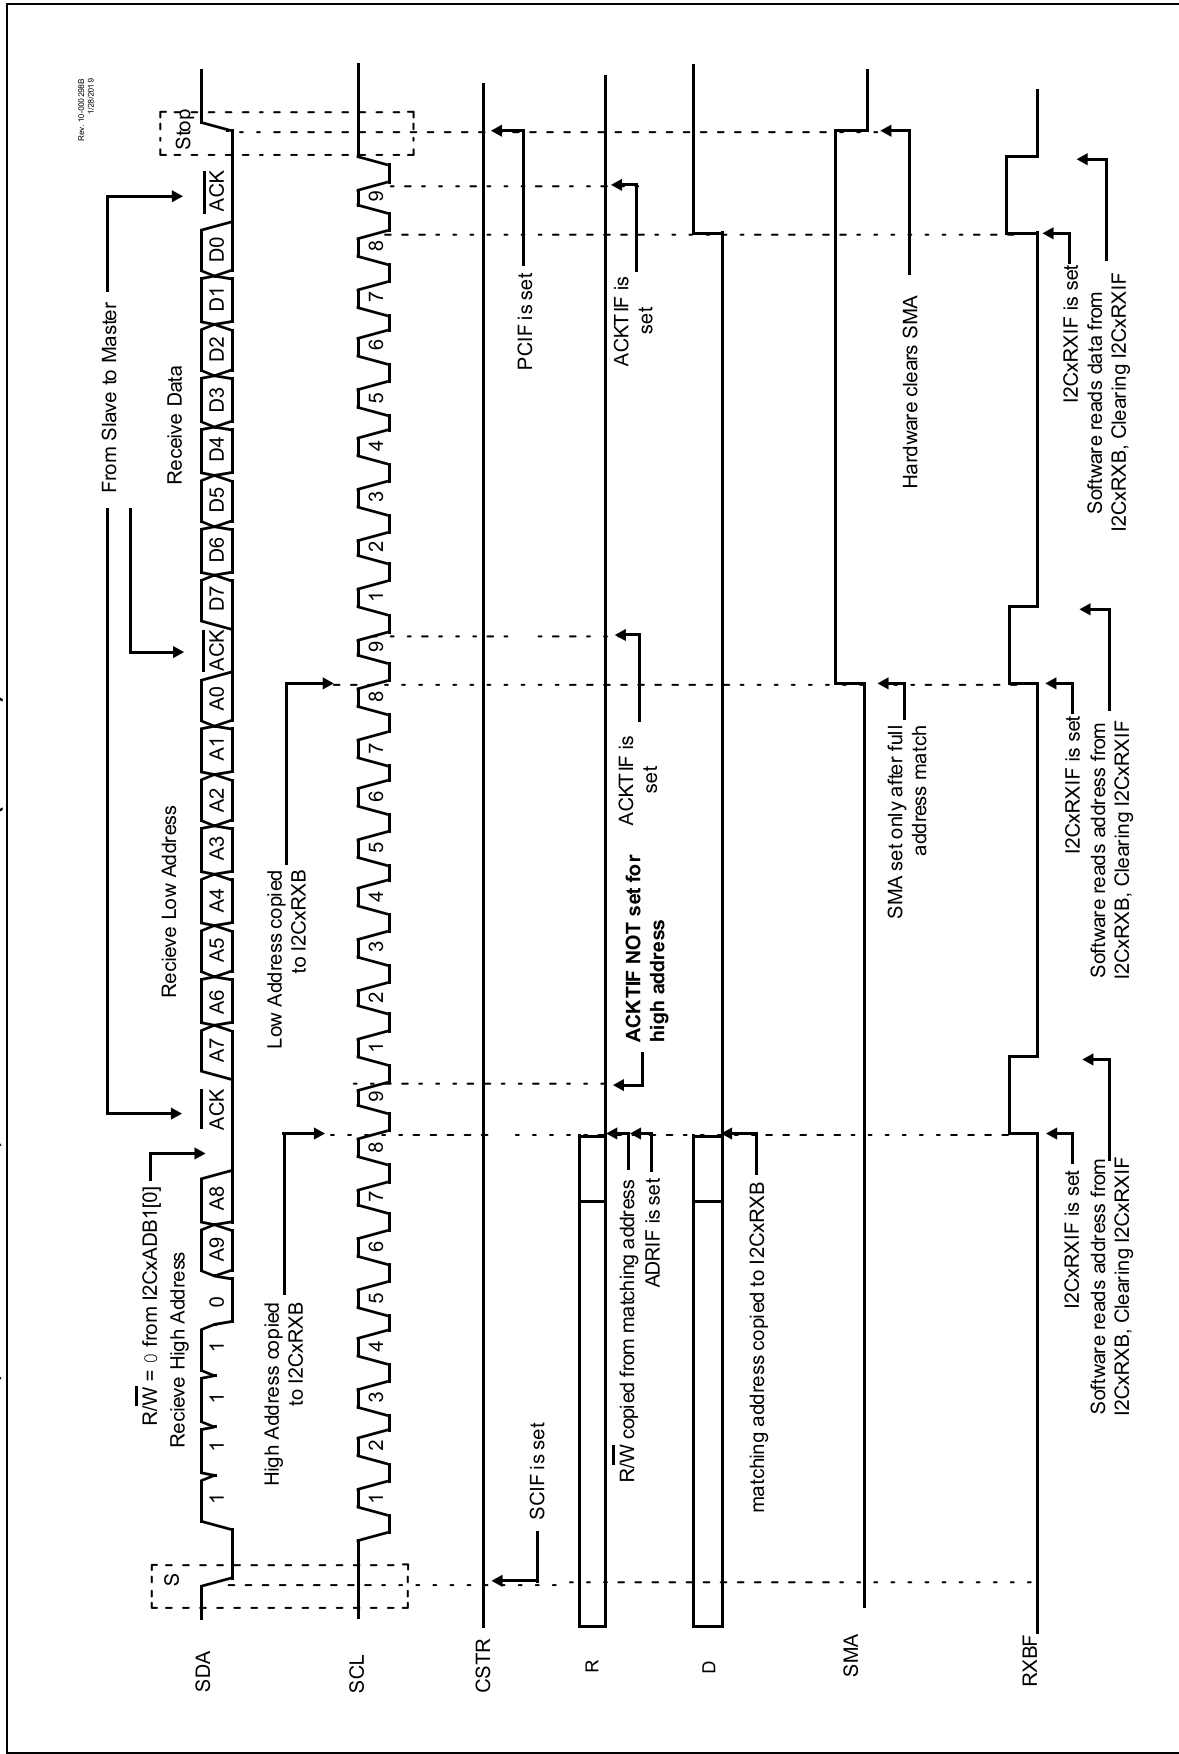 Rev. 10-000 298B
1/28/2019
From Slave to Master
R/W = 0 from I2CxADB1[0]
Recieve High Address
Recieve Low Address
Receive Data
SDA
S
1
1
1
1
0
A9
A8
ACK
A7
A6
A5
A4
A3
A2
A1
A0
ACK
D7
D6
D5
D4
D3
D2
D1
D0
ACK
Stop
High Address copied
to I2CxRXB
Low Address copied
to I2CxRXB
SCL
1
2
3
4
5
6
7
8
9
1
2
3
4
5
6
7
8
9
1
2
3
4
5
6
7
8
9
CSTR
SCIF is set
PCIF is set
R
R/W copied from matching address
ADRIF is set
ACKTIF NOT set for
high address
ACKTIF is
set
ACKTIF is
set
D
matching address copied to I2CxRXB
SMA
SMA set only after full
address match
Hardware clears SMA
RXBF
I2CxRXIF is set
Software reads address from
I2CxRXB, Clearing I2CxRXIF
I2CxRXIF is set
Software reads address from
I2CxRXB, Clearing I2CxRXIF
I2CxRXIF is set
Software reads data from
I2CxRXB, Clearing I2CxRXIF